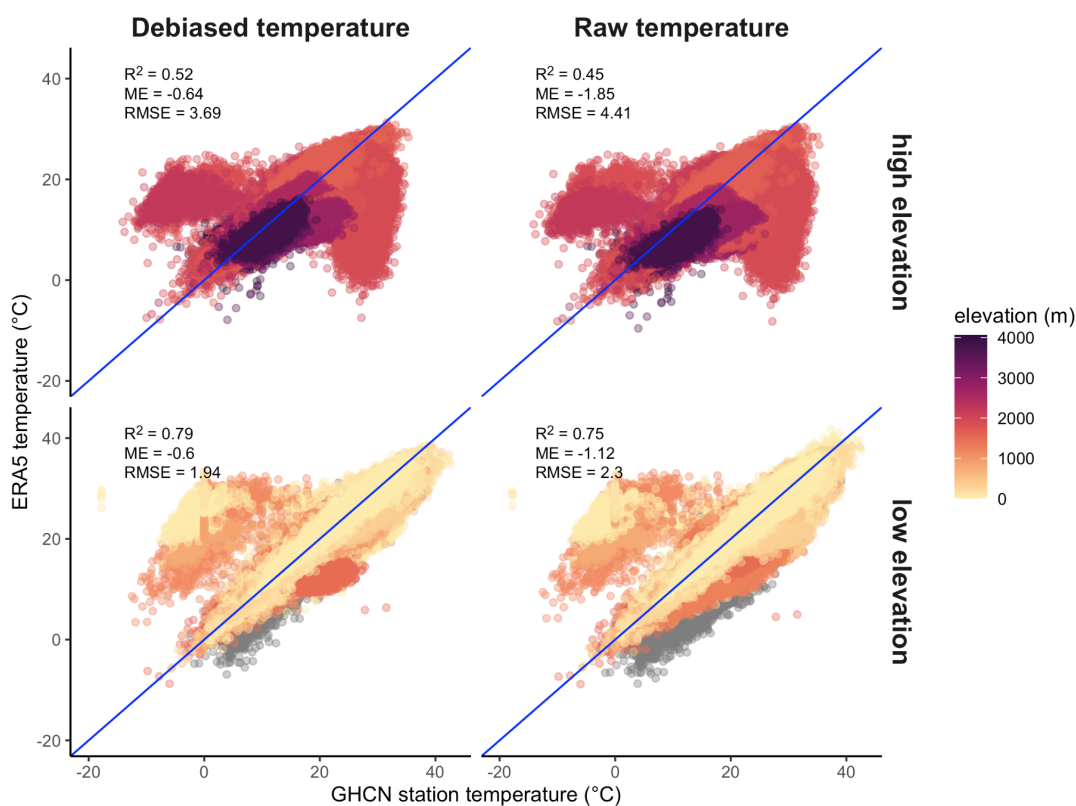 Debiased temperature
Raw temperature
R2 = 0.52
ME = -0.64
RMSE = 3.69
R2 = 0.45
ME = -1.85
RMSE = 4.41
40
20
0
-20
high elevation
R2 = 0.79
ME = -0.6
RMSE = 1.94
R2 = 0.75
ME = -1.12
RMSE = 2.3
40
20
0
-20
low elevation
-20 0 20 40
-20 0 20 40
GHCN station temperature (°C)
ERA5 temperature (°C)
elevation (m)
4000
3000
2000
1000
0